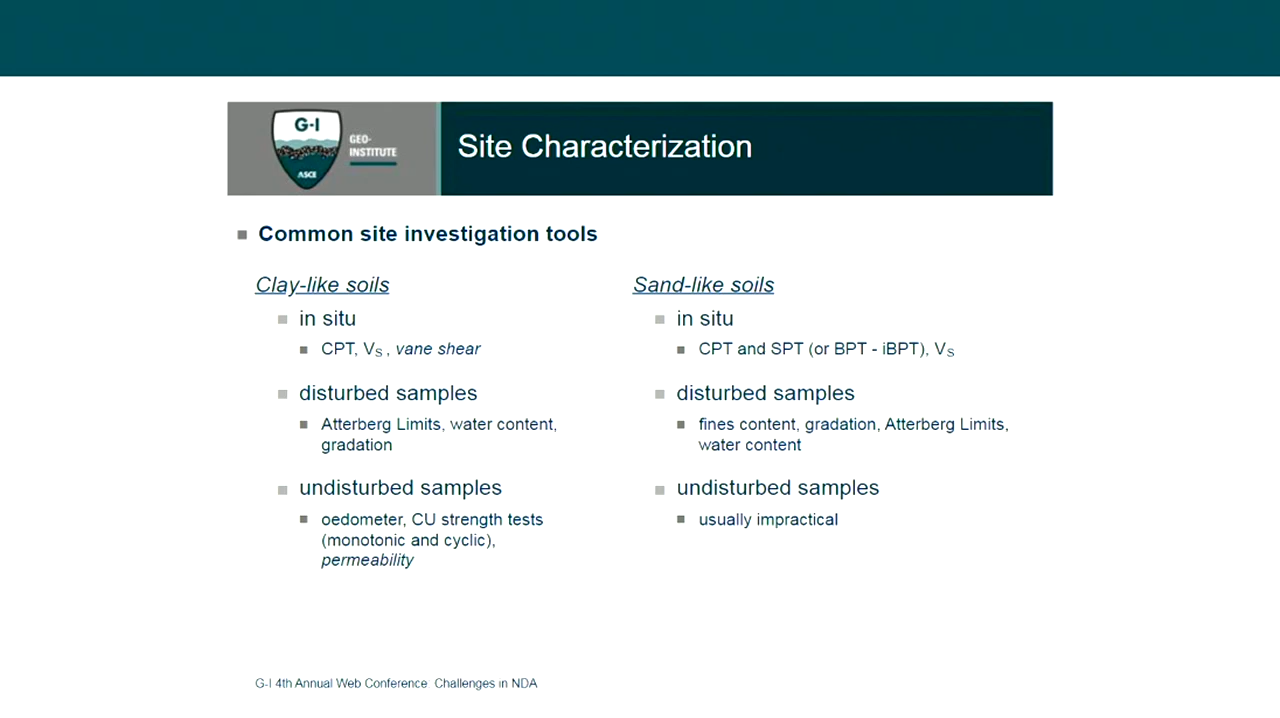 G-I
GEO-
INSTITUTE
ASCE
Site Characterization
Common site investigation tools
Clay-like soils
in situ
CPT, VS , vane shear
disturbed samples
Atterberg Limits, water content,
gradation
undisturbed samples
oedometer, CU strength tests
(monotonic and cyclic),
permeability
Sand-like soils
in situ
CPT and SPT (or BPT - iBPT), VS
disturbed samples
fines content, gradation, Atterberg Limits,
water content
undisturbed samples
usually impractical
G-I 4th Annual Web Conference: Challenges in NDA